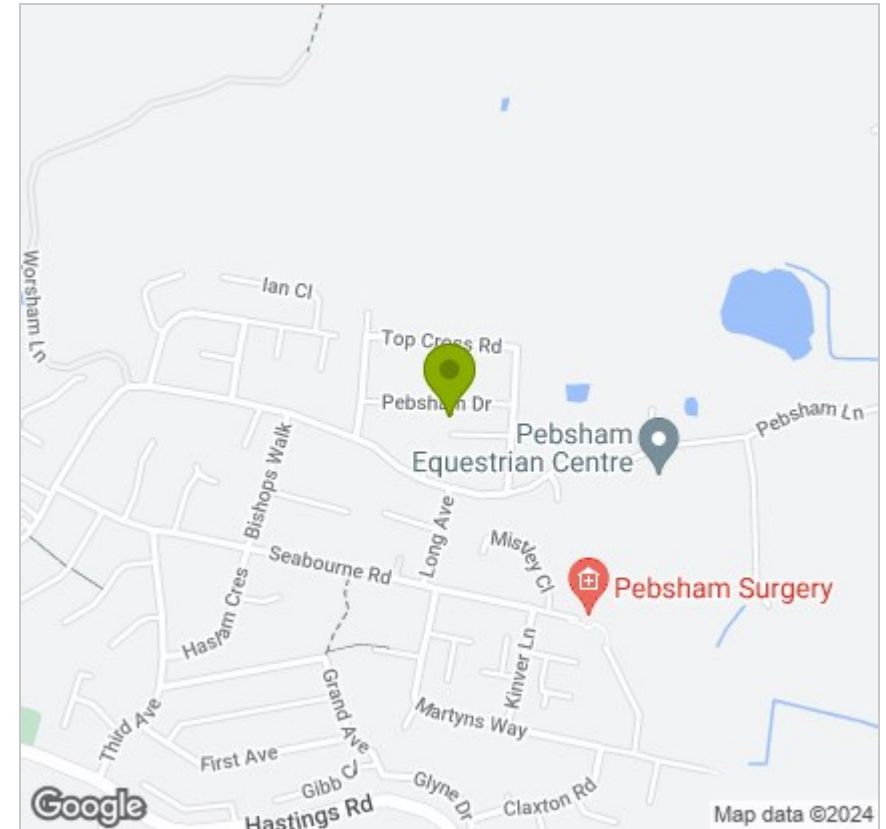 Worsham Ln
Ian Cl
Top Cross Rd
Pebsham Dr
Pebsham Ln
Pebsham
Equestrian Centre
Bishops Walk
Long Ave
Mistley Cl
Seabourne Rd
Pebsham Surgery
Hasham Cres
Kinver Ln
Third Ave
Grand Ave
Martyns Way
First Ave
Gibb Cl
Glyne Dr
Claxton Rd
Hastings Rd
Google
Map data ©2024